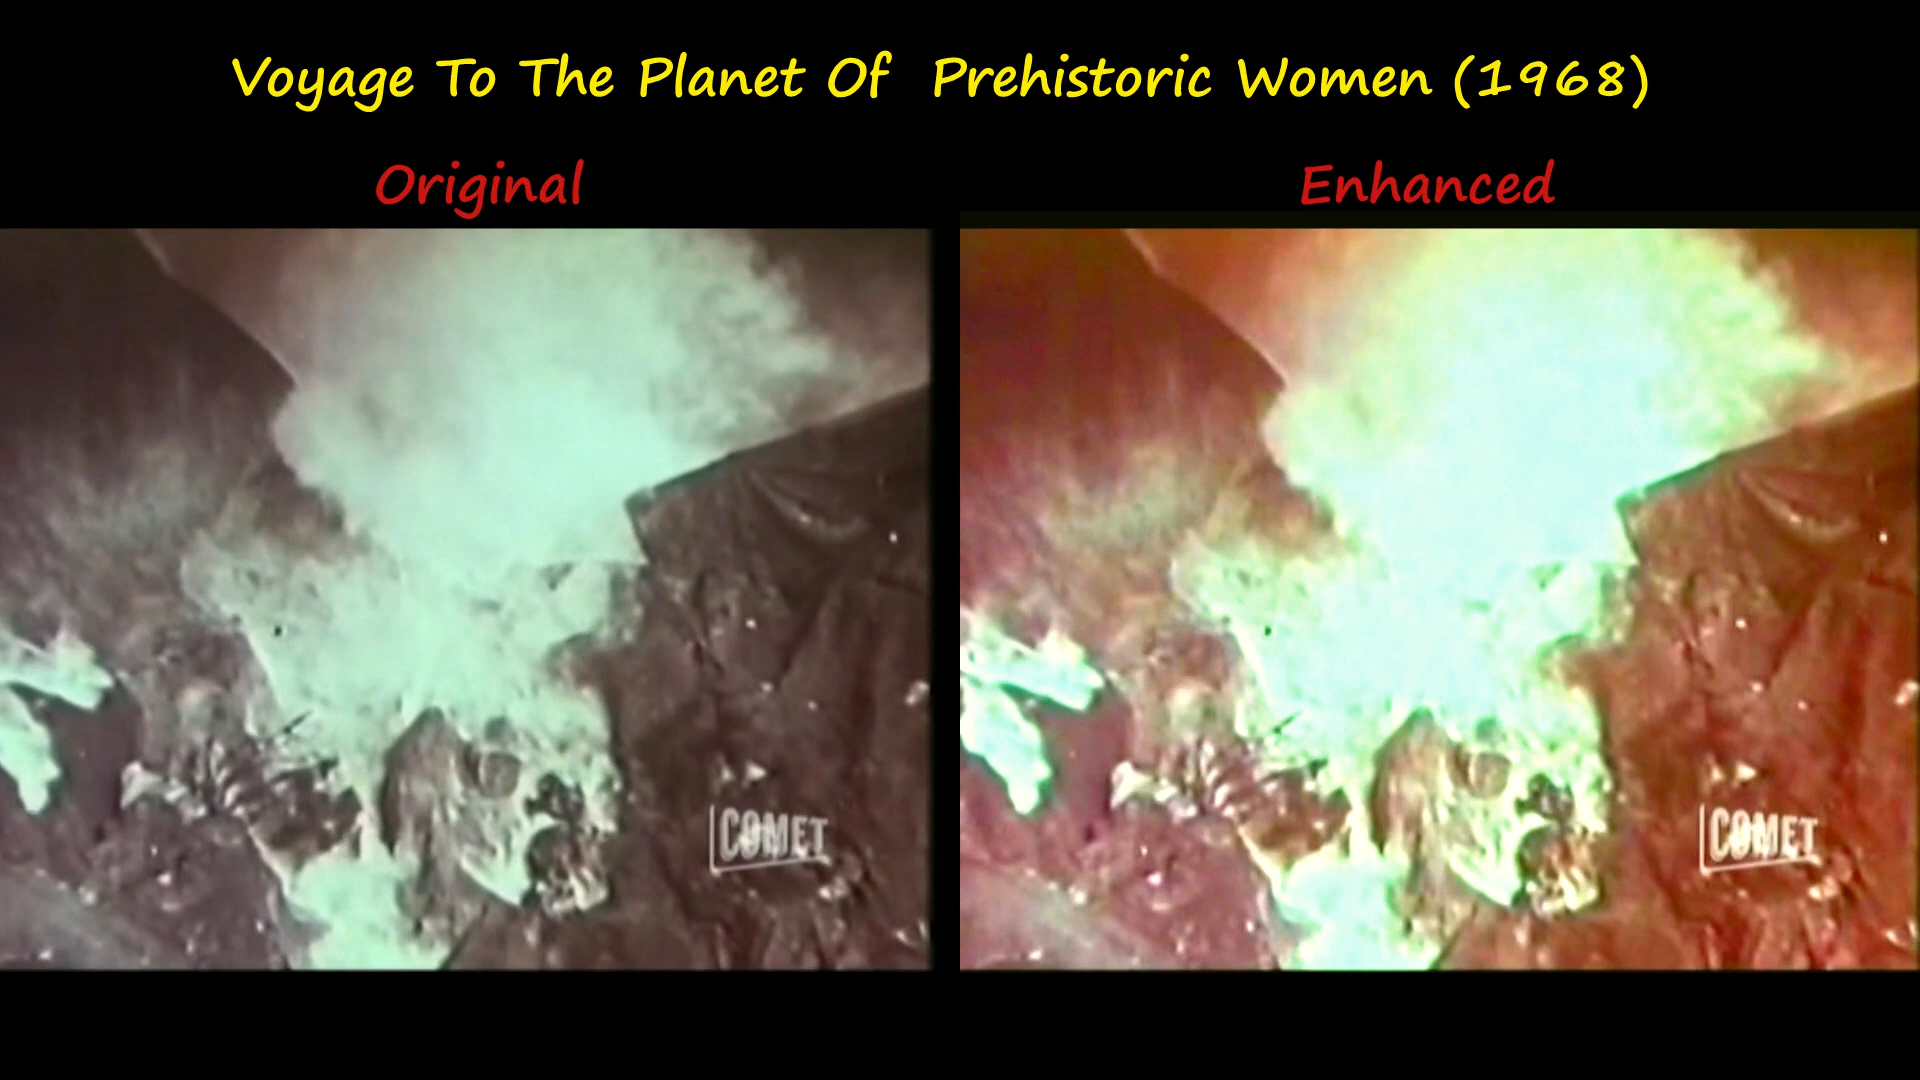 Voyage To The Planet Of Prehistoric Women (1968)
Original
Enhanced
COMET
COMET